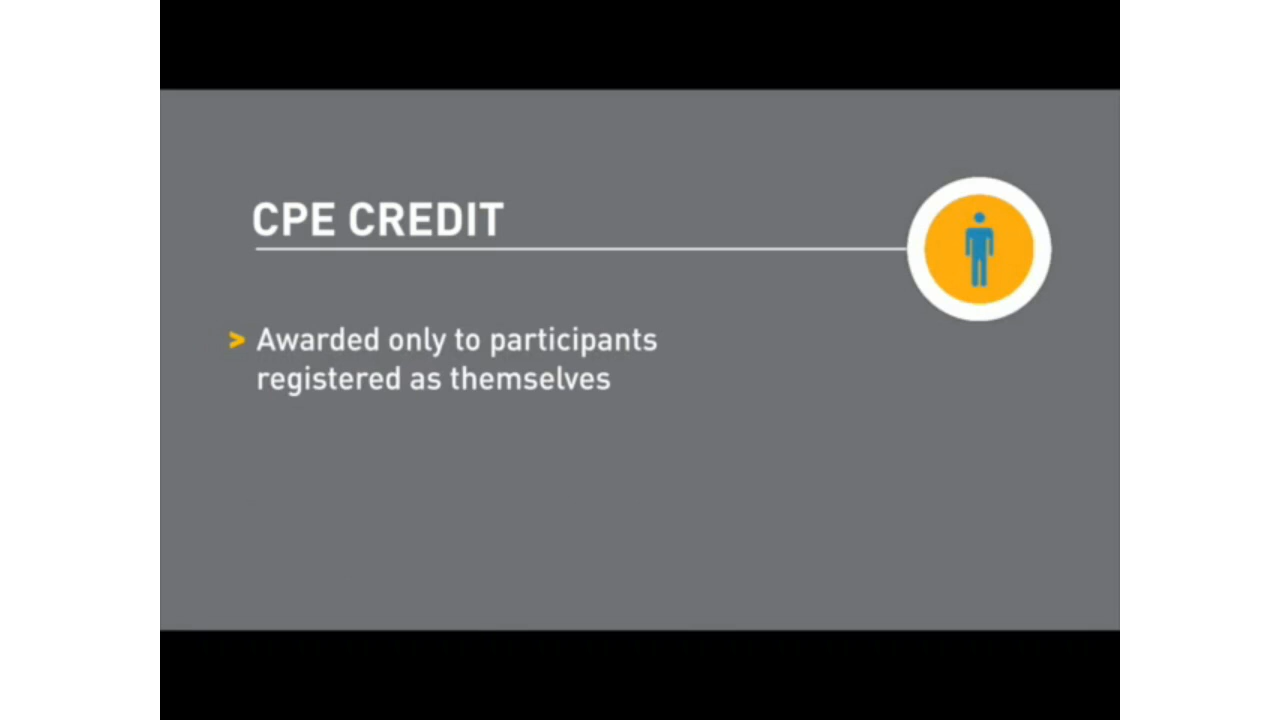 CPE CREDIT
> Awarded only to participants
registered as themselves